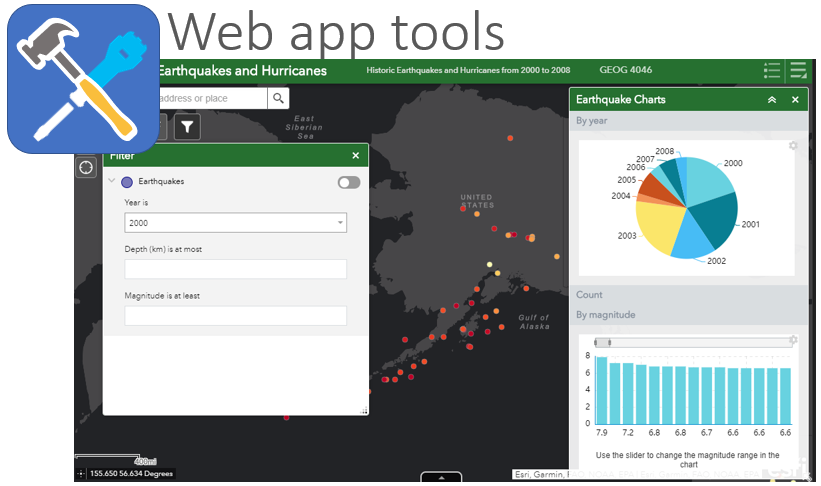 Web app tools
Earthquakes and Hurricanes
Historic Earthquakes and Hurricanes from 2000 to 2008
GEOG 4046
address or place
East
Siberian
Sea
Filter
Earthquakes
Year is
2000
Depth (km) is at most
Magnitude is at least
UNITED
STATES
Gulf of
Alaska
Earthquake Charts
By year
2008
2007
2006
2005
2004
2003
2000
2001
2002
Count
By magnitude
8
6
4
2
0
7.9 7.2 6.8 6.8 6.7 6.6 6.6 6.6
Use the slider to change the magnitude range in the
chart
400mi
155.650 56.634 Degrees
Esri, Garmin,